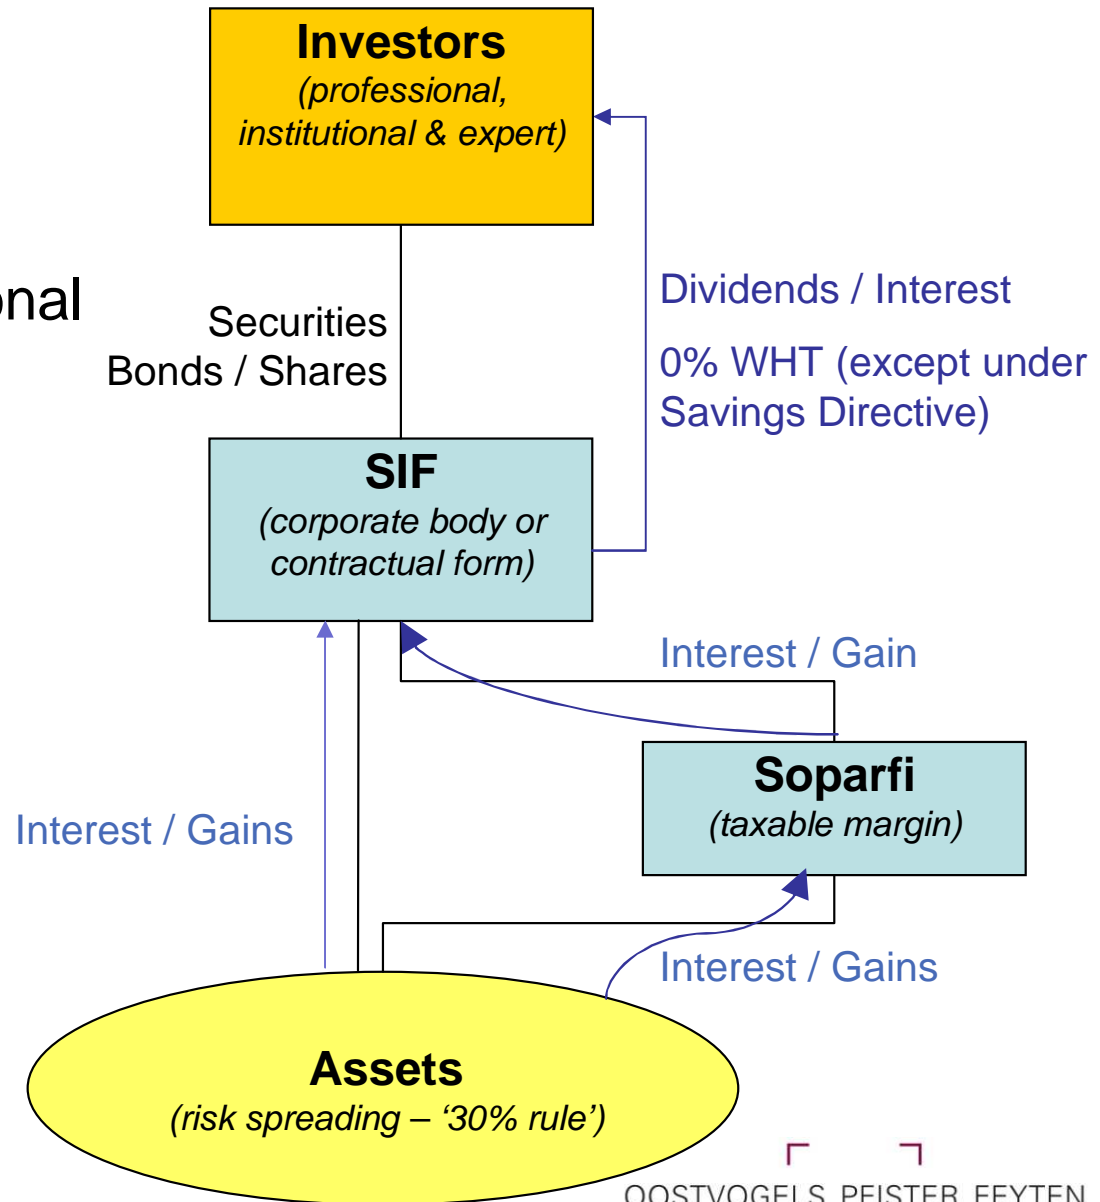 Investors
(professional,
institutional & expert)
onal
Securities
Bonds / Shares
Dividends / Interest
0% WHT (except under
Savings Directive)
SIF
(corporate body or
contractual form)
Interest / Gain
Soparfi
(taxable margin)
Interest / Gains
Interest / Gains
Assets
(risk spreading – ‘30% rule’)
OOSTVOGELS PFISTER FEYTEN